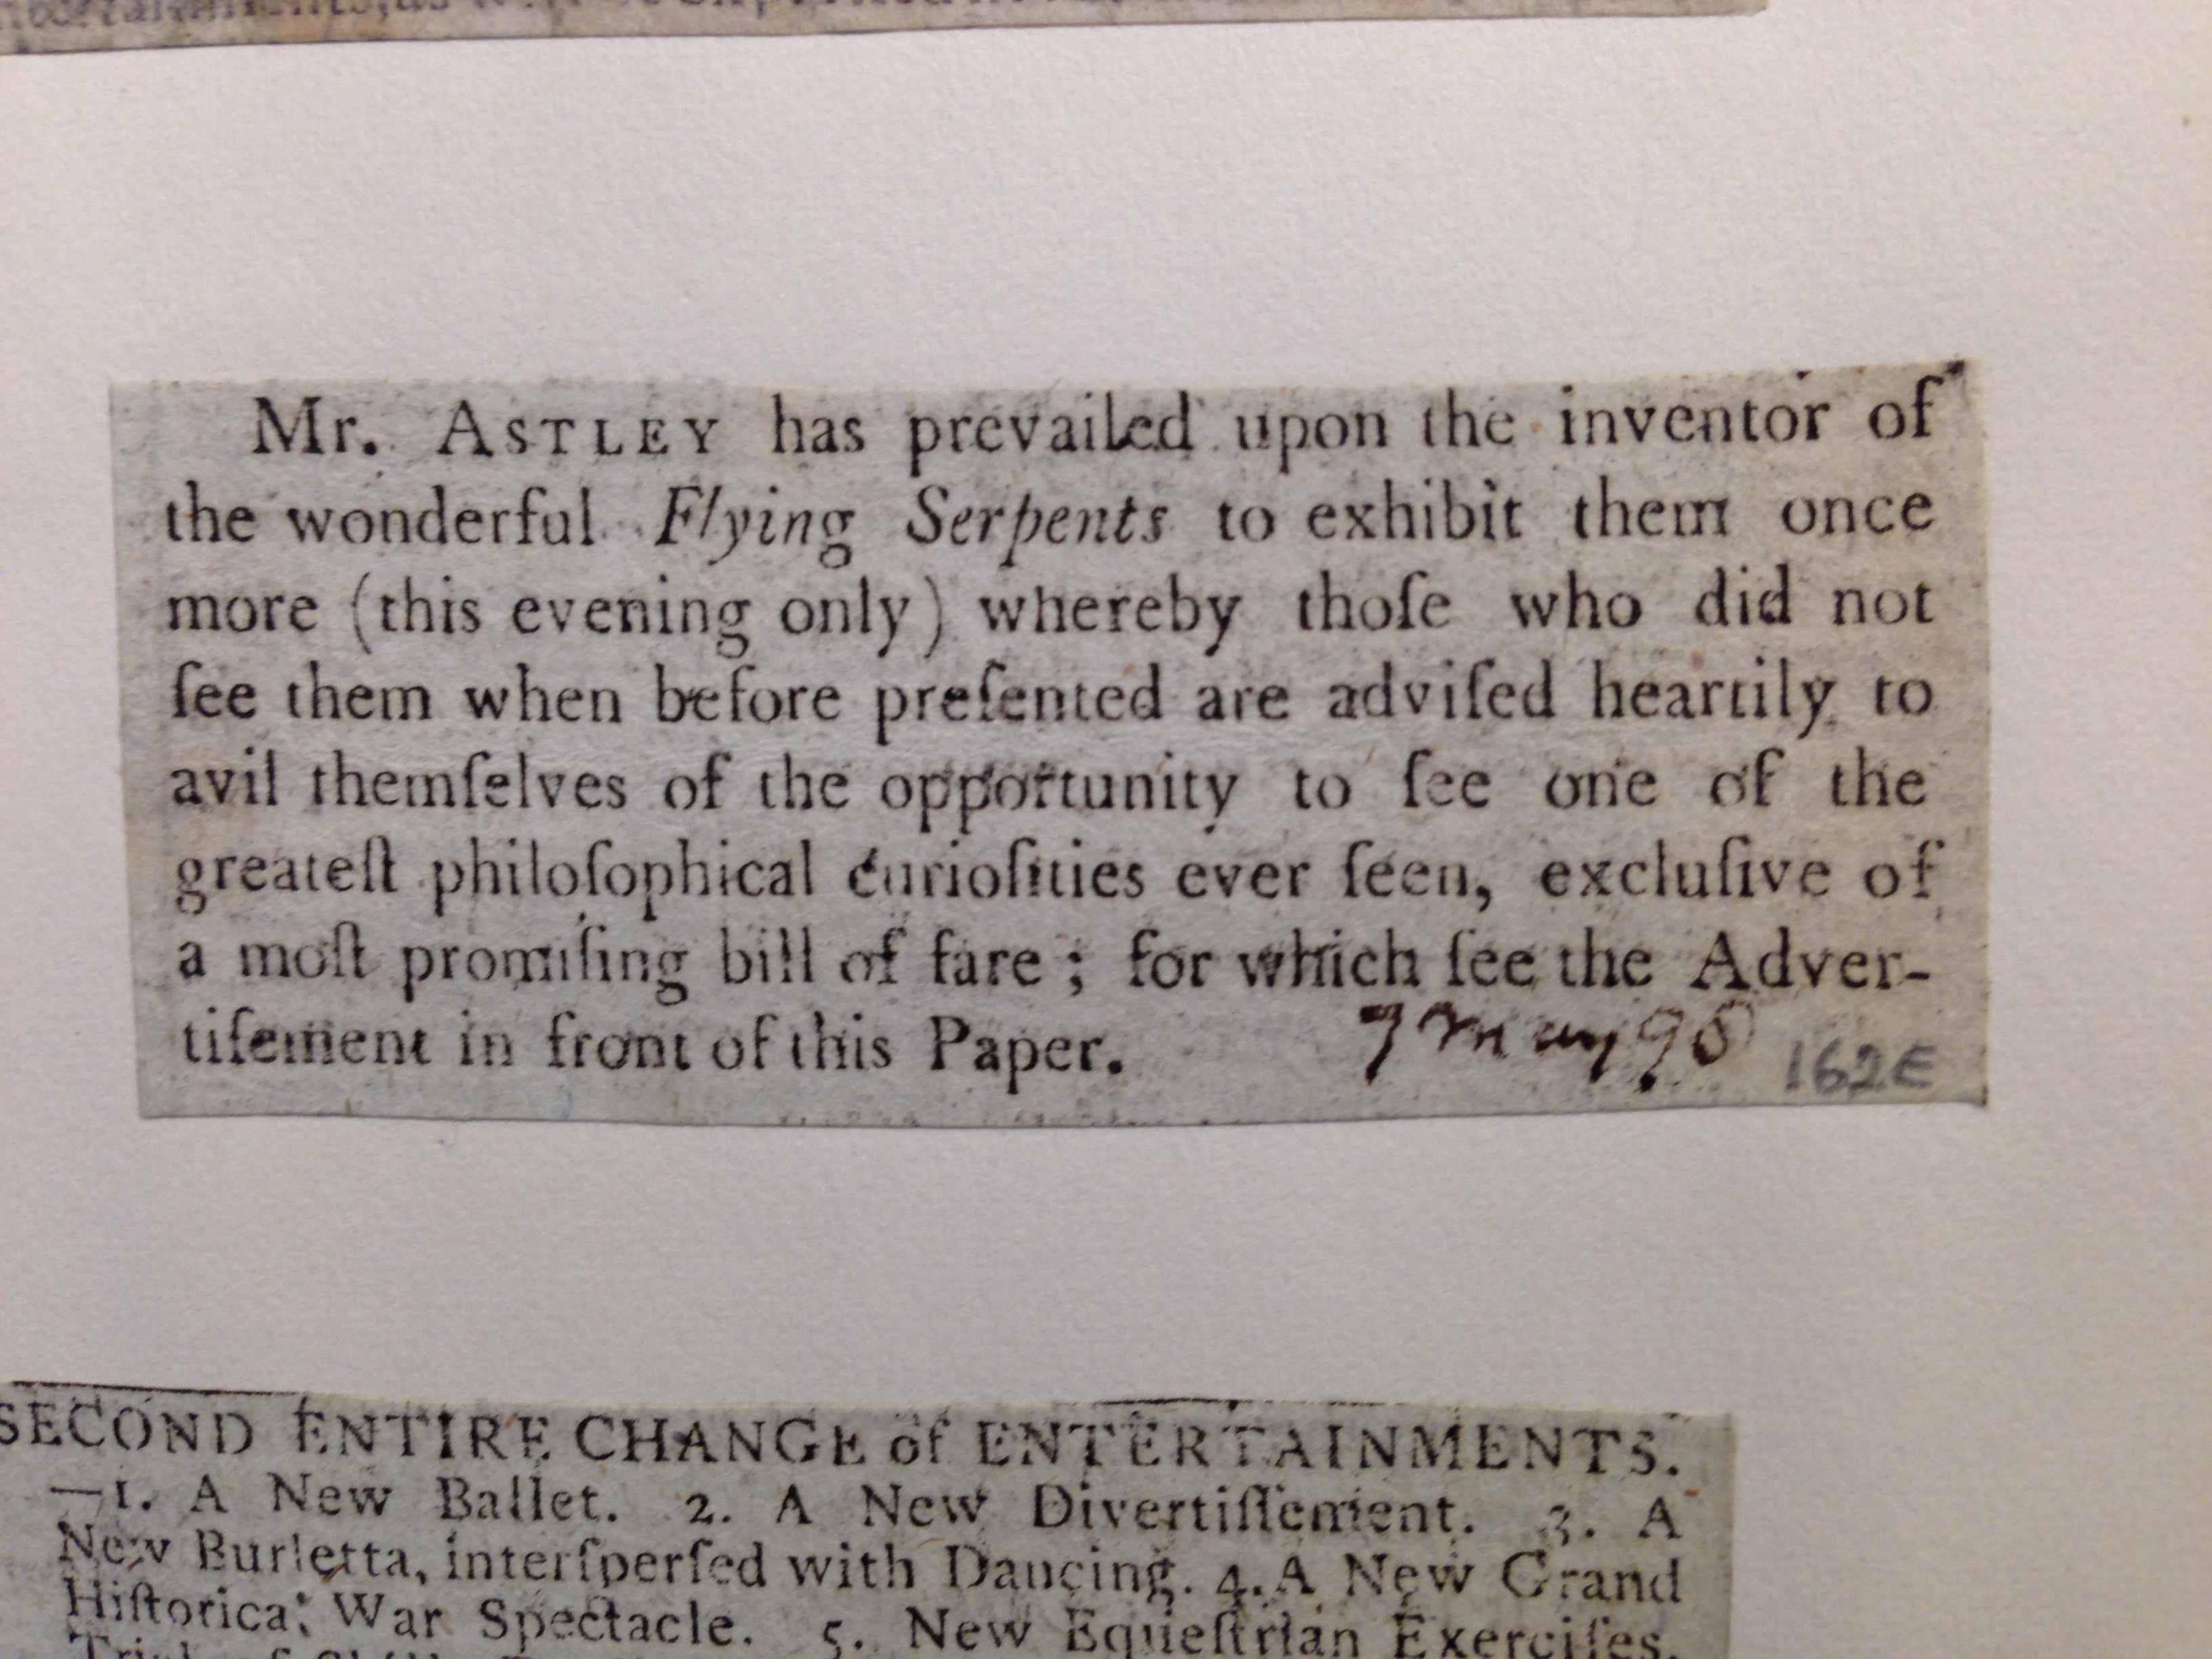 Mr. ASTLEY has prevailed upon the inventor of
the wonderful Flying Serpents to exhibit them once
more (this evening only) whereby thoſe who did not
ſee them when before preſented are adviſed heartily to
avil themſelves of the opportunity to ſee one of the
greateſt philoſophical curioſities ever ſeen, excluſive of
a moſt promiſing bill of fare; for which ſee the Adver-
tiſement in front of this Paper.
7 May 98
162E
SECOND ENTIRE CHANGE of ENTERTAINMENTS.
—1. A New Ballet. 2. A New Divertiſſement. 3. A
New Burletta, interſperſed with Dancing. 4. A New Grand
Hiſtorical War Spectacle. 5. New Equeſtrian Exerciſes.